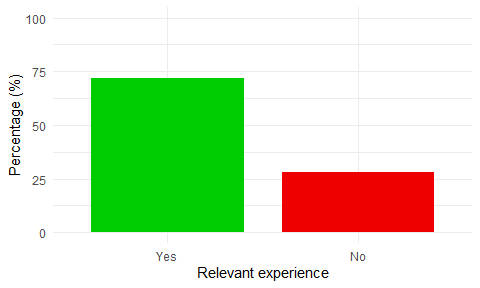 Percentage (%)
100
75
50
25
0
Yes
No
Relevant experience